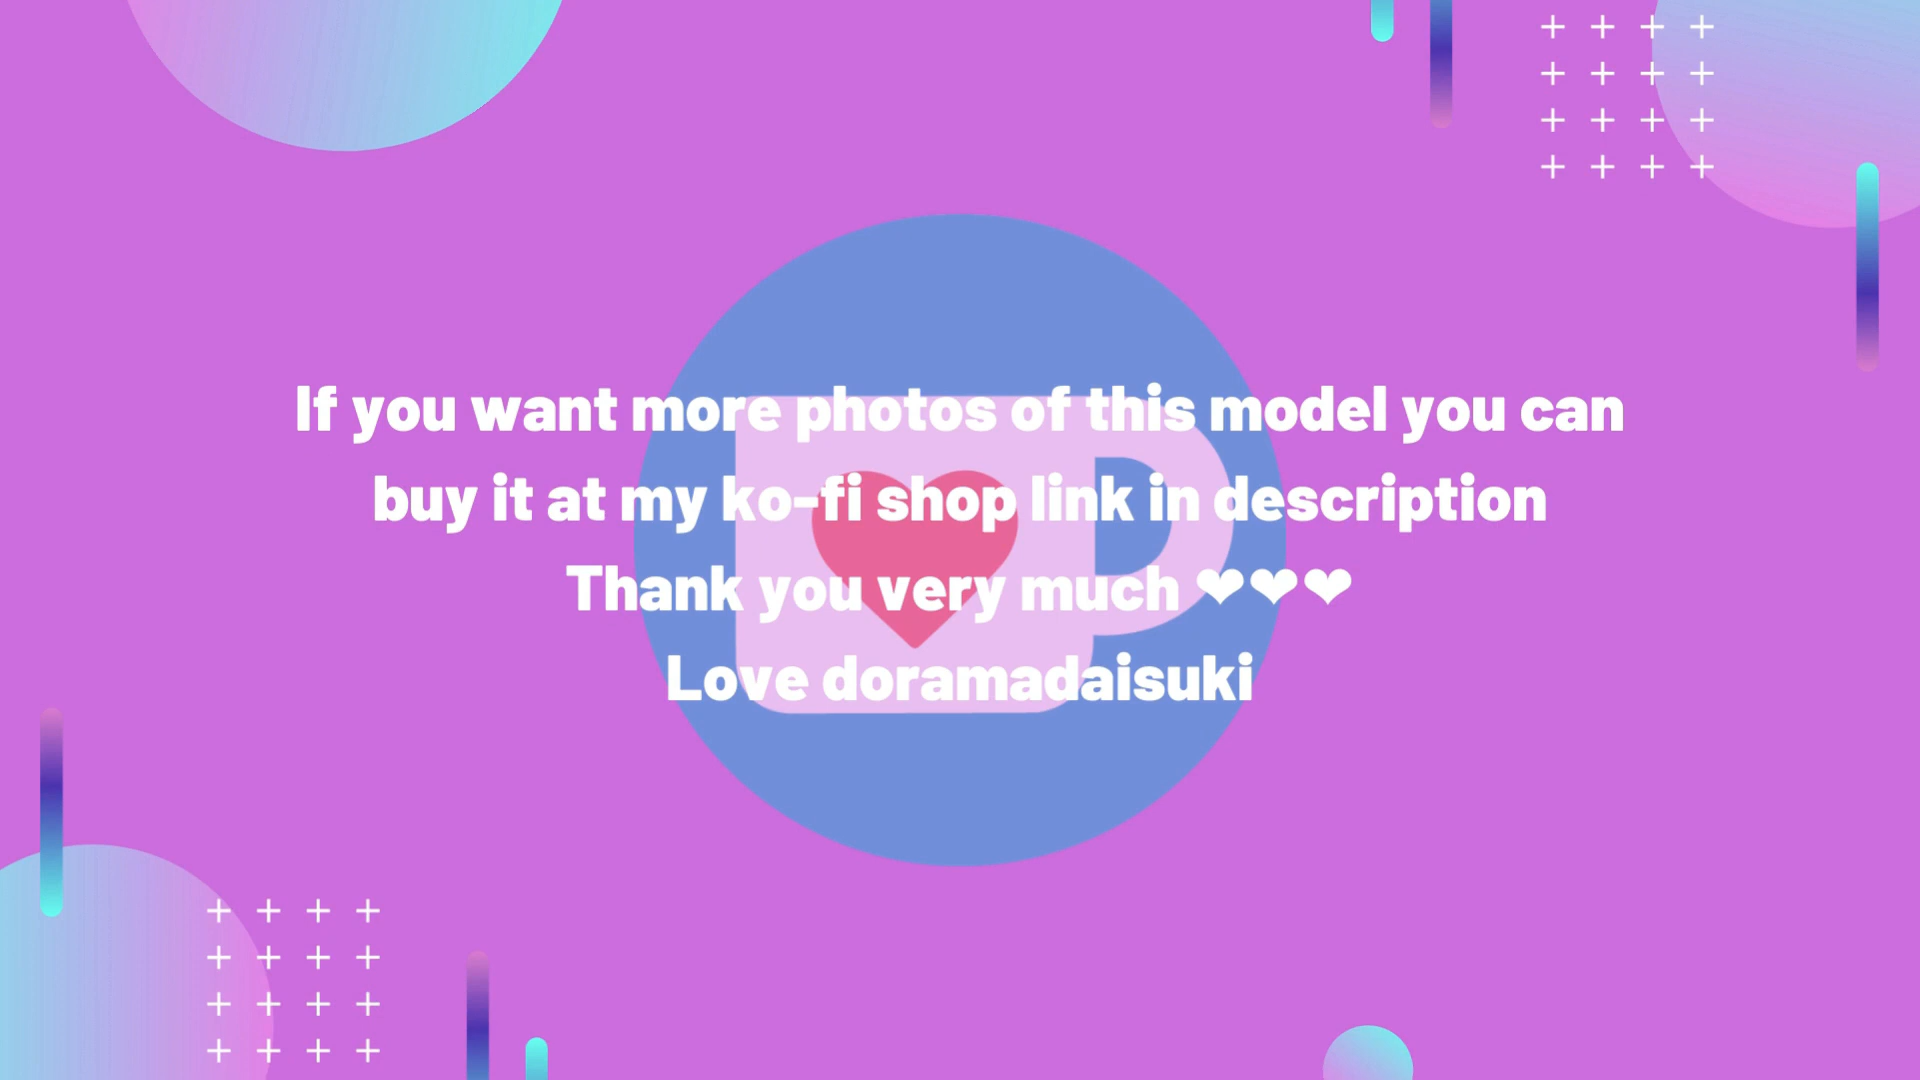 If you want more photos of this model you can
buy it at my ko-fi shop link in description
Thank you very much ❤❤❤
Love doramadaisuki